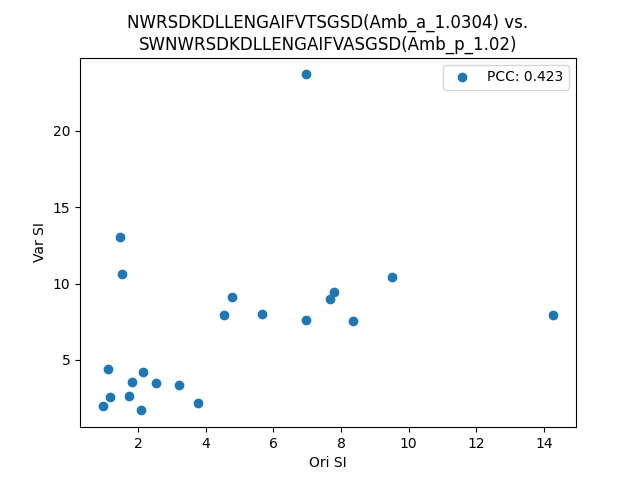 NWRSDKDLLENGAIFVTSGSD(Amb_a_1.0304) vs.
SWNWRSDKDLLENGAIFVASGSD(Amb_p_1.02)
PCC: 0.423
20
15
10
5
Var SI
2 4 6 8 10 12 14
Ori SI